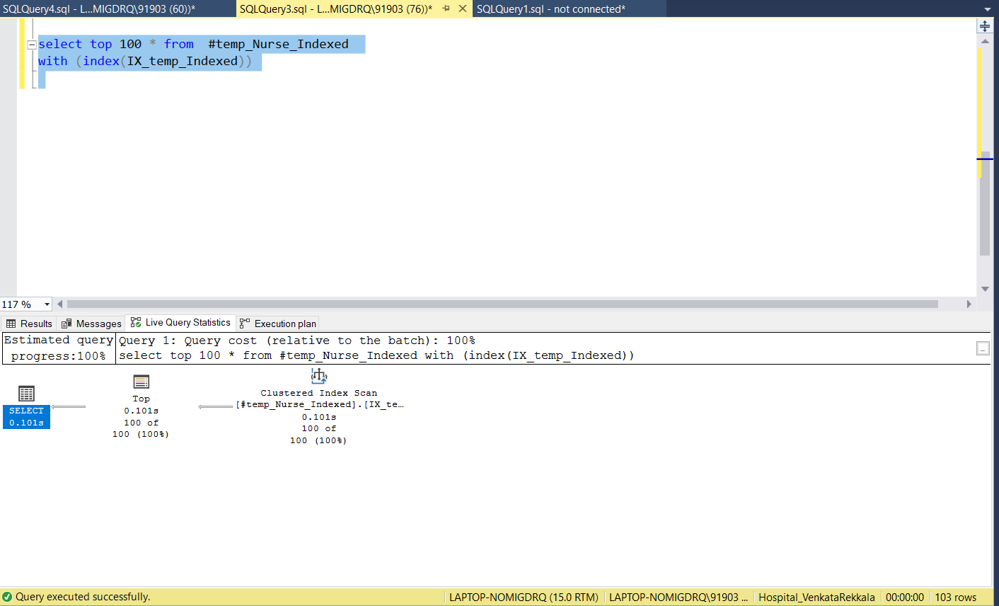 SQLQuery4.sql - L...MIGDRQ\91903 (60))*
SQLQuery3.sql - L...MIGDRQ\91903 (76))*
SQLQuery1.sql - not connected*
select top 100 * from  #temp_Nurse_Indexed
with (index(IX_temp_Indexed))
117 %
Results
Messages
Live Query Statistics
Execution plan
Estimated query
progress:100%
Query 1: Query cost (relative to the batch): 100%
select top 100 * from #temp_Nurse_Indexed with (index(IX_temp_Indexed))
...
SELECT
0.101s
Top
0.101s
100 of
100 (100%)
Clustered Index Scan
[#temp_Nurse_Indexed].[IX_te…
0.101s
100 of
100 (100%)
Query executed successfully.
LAPTOP-NOMIGDRQ (15.0 RTM)
LAPTOP-NOMIGDRQ\91903 ...
Hospital_VenkataRekkala
00:00:00
103 rows